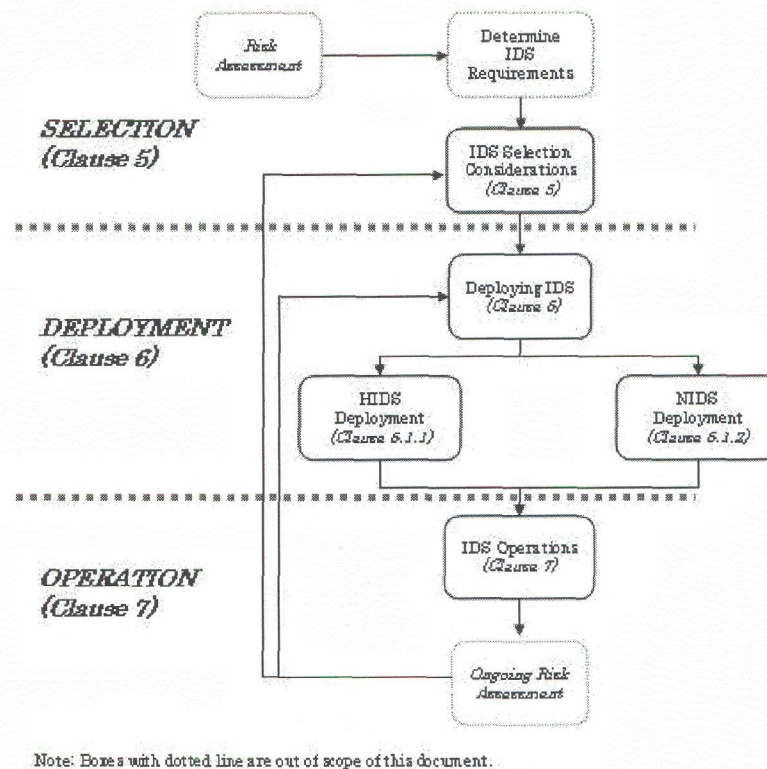 Risk
Assessment
Determine
IDS
Requirements
SELECTION
(Clause 5)
IDS Selection
Considerations
(Clause 5)
Deploying IDS
(Clause 6)
DEPLOYMENT
(Clause 6)
HIDS
Deployment
(Clause 6.1.1)
NIDS
Deployment
(Clause 6.1.2)
IDS Operations
(Clause 7)
OPERATION
(Clause 7)
Ongoing Risk
Assessment
Note: Boxes with dotted line are out of scope of this document.